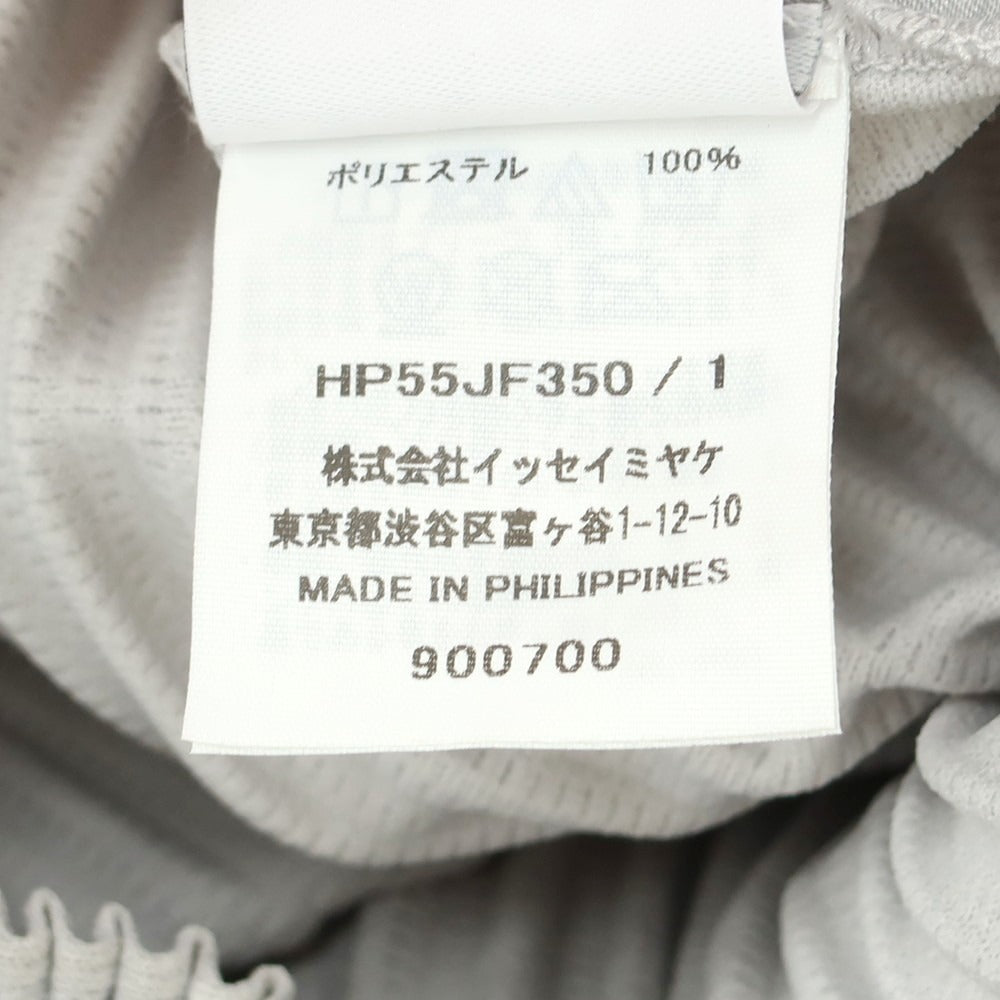 ポリエステル 100%
HP55JF350 / 1
株式会社イッセイミヤケ
東京都渋谷区富ヶ谷1-12-10
MADE IN PHILIPPINES
900700